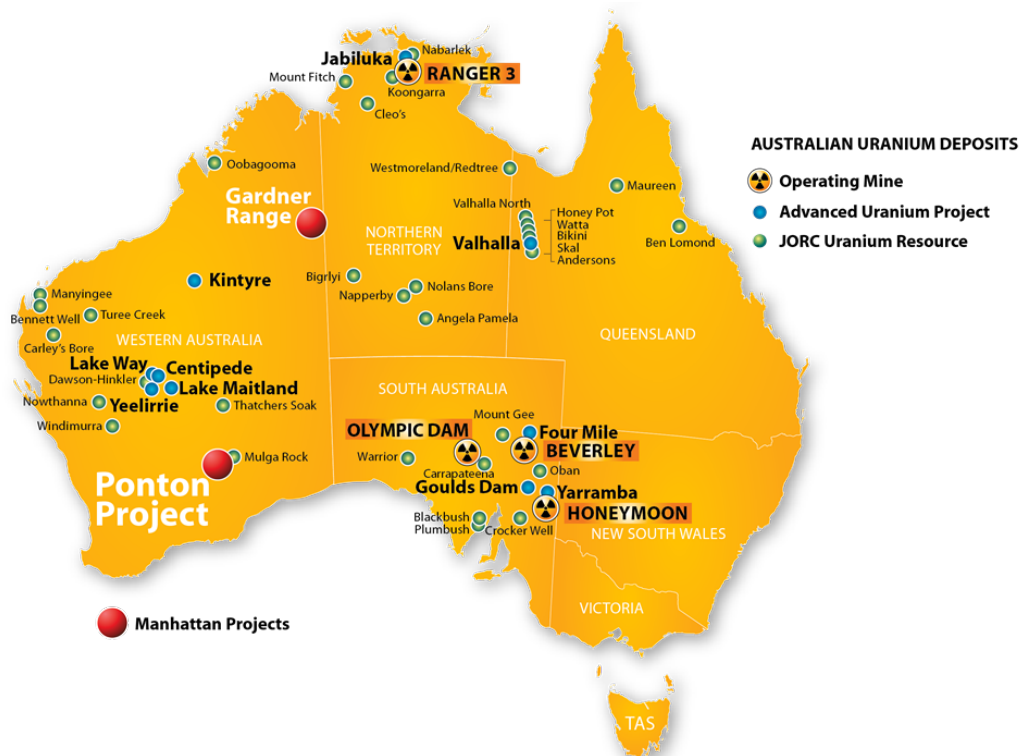 Jabiluka
Nabarlek
RANGER 3
Mount Fitch
Koongarra
Cleo's
Oobagooma
Westmoreland/Redtree
Maureen
Gardner
Range
Valhalla North
Honey Pot
Watta
Bikini
Skal
Andersons
Valhalla
NORTHERN
TERRITORY
Ben Lomond
Kintyre
Bigrlyi
Nolans Bore
Napperby
Angela Pamela
Manyingee
Bennett Well
Turee Creek
Carley's Bore
WESTERN AUSTRALIA
QUEENSLAND
Lake Way
Centipede
Dawson-Hinkler
Lake Maitland
Nowthanna
Yeelirrie
Thatchers Soak
Windimurra
SOUTH AUSTRALIA
Mount Gee
OLYMPIC DAM
Four Mile
BEVERLEY
Warrior
Carrapateena
Oban
Mulga Rock
Ponton
Project
Goulds Dam
Yarramba
HONEYMOON
Blackbush
Plumbush
Crocker Well
NEW SOUTH WALES
VICTORIA
TAS
AUSTRALIAN URANIUM DEPOSITS
Operating Mine
Advanced Uranium Project
JORC Uranium Resource
Manhattan Projects